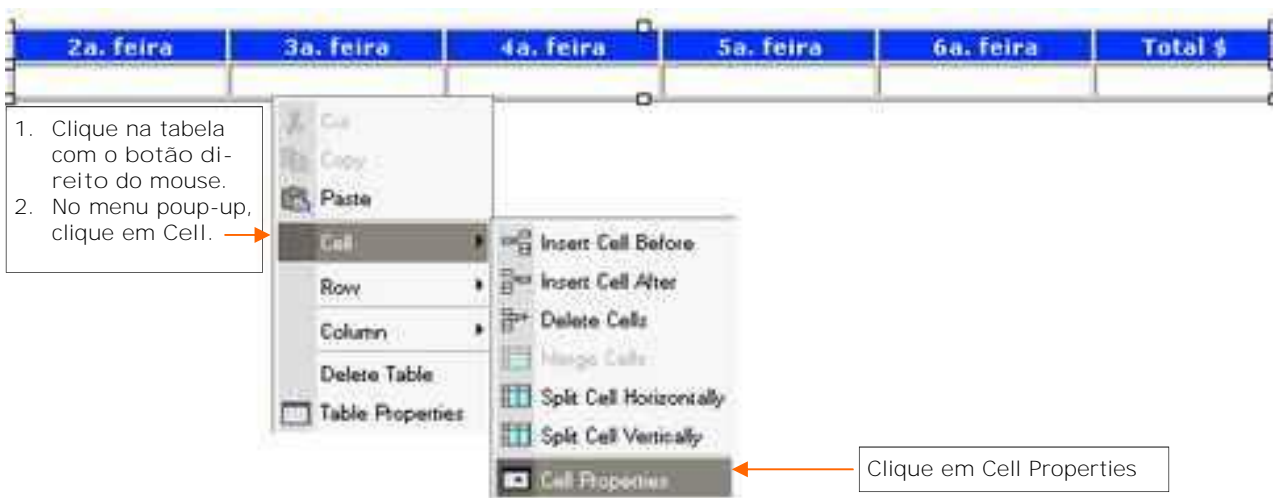 2a. feira 3a. feira 4a. feira 5a. feira 6a. feira Total $
1. Clique na tabela
com o botão di-
reito do mouse.
2. No menu poup-up,
clique em Cell.
Cut
Copy
Paste
Cell
Row
Column
Delete Table
Table Properties
Insert Cell Before
Insert Cell After
Delete Cells
Merge Cells
Split Cell Horizontally
Split Cell Vertically
Cell Properties
Clique em Cell Properties